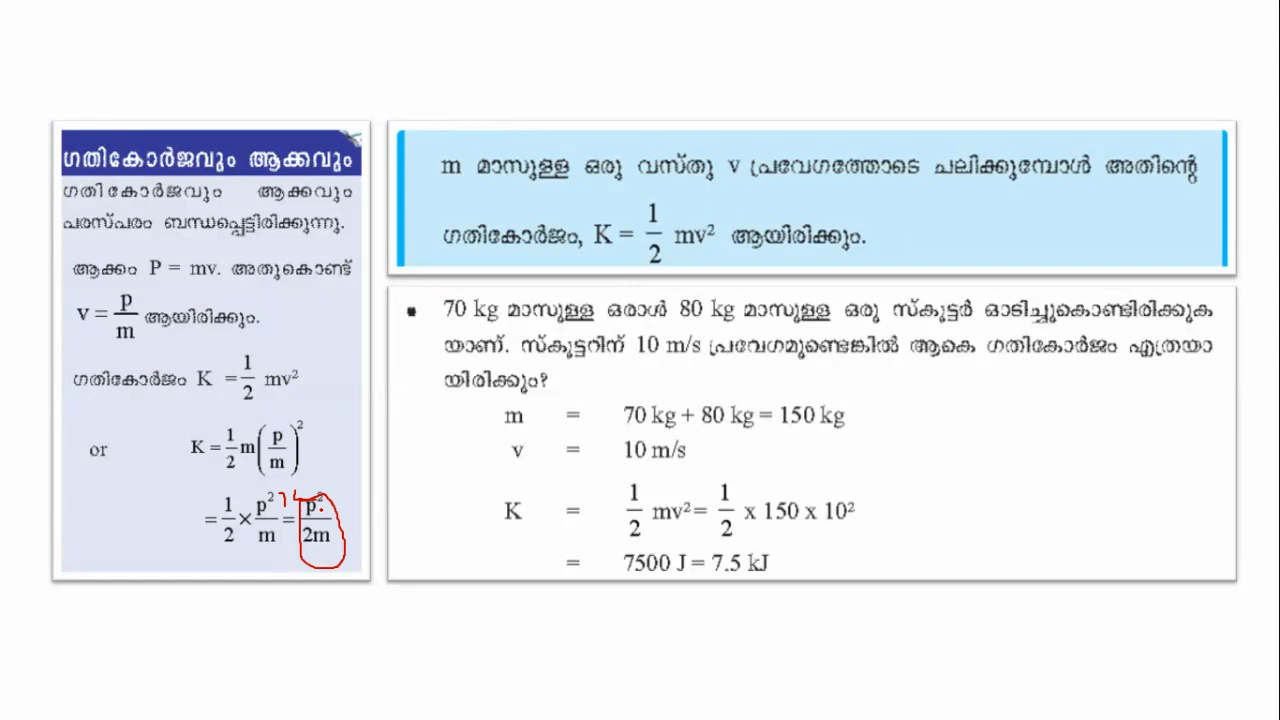 ഗതികോർജവും ആക്കവും
ഗതികോർജവും ആക്കവും
പരസ്പരം ബന്ധപ്പെട്ടിരിക്കുന്നു.
ആക്കം P = mv. അതുകൊണ്ട്
v = p/m ആയിരിക്കും.
ഗതികോർജം K = 1/2 mv²
or K = 1/2 m(p/m)²
= 1/2 × p²/m = p²/2m
m മാസുള്ള ഒരു വസ്തു v പ്രവേഗത്തോടെ ചലിക്കുമ്പോൾ അതിന്റെ
ഗതികോർജം, K = 1/2 mv² ആയിരിക്കും.
▪ 70 kg മാസുള്ള ഒരാൾ 80 kg മാസുള്ള ഒരു സ്കൂട്ടർ ഓടിച്ചുകൊണ്ടിരിക്കുക
യാണ്. സ്കൂട്ടറിന് 10 m/s പ്രവേഗമുണ്ടെങ്കിൽ ആകെ ഗതികോർജം എത്രയാ
യിരിക്കും?
m = 70 kg + 80 kg = 150 kg
v = 10 m/s
K = 1/2 mv² = 1/2 x 150 x 10²
= 7500 J = 7.5 kJ